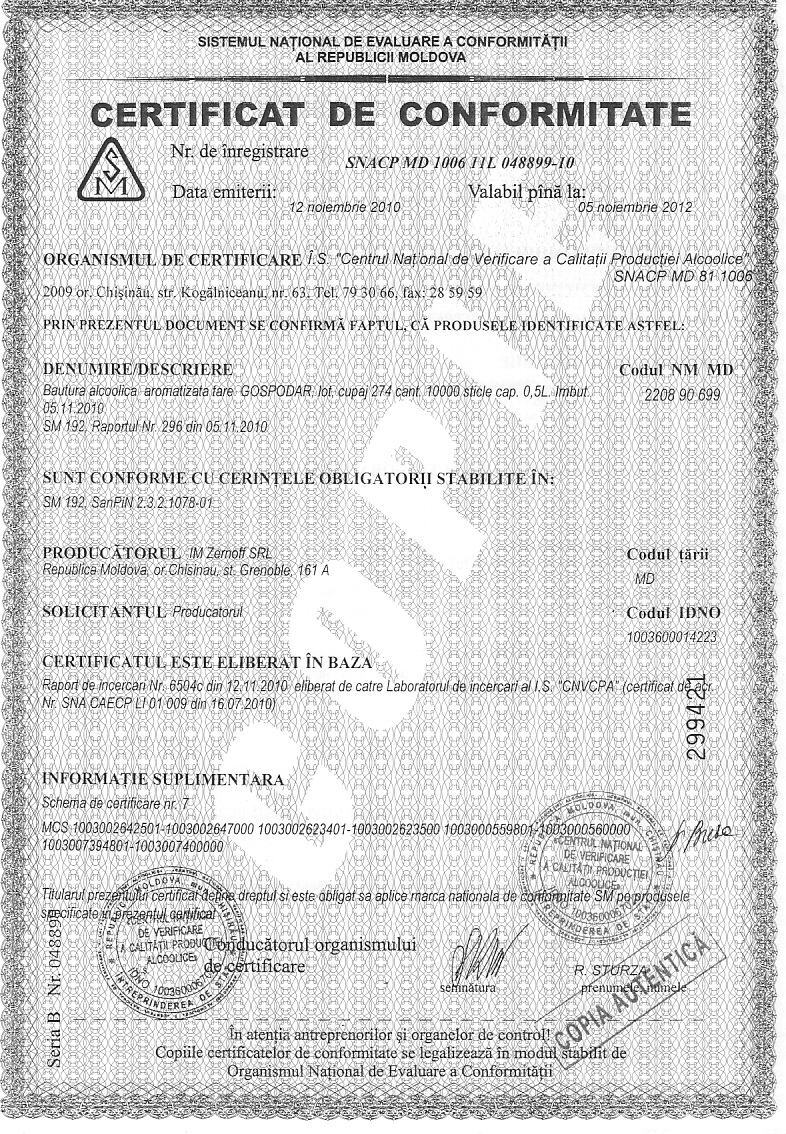 SISTEMUL NAȚIONAL DE EVALUARE A CONFORMITĂȚII
AL REPUBLICII MOLDOVA
CERTIFICAT DE CONFORMITATE
SM
Nr. de înregistrare SNACP MD 1006 11L 048899-10
Data emiterii: 12 noiembrie 2010 Valabil pînă la: 05 noiembrie 2012
ORGANISMUL DE CERTIFICARE Î.S. "Centrul Național de Verificare a Calitații Producției Alcoolice"
SNACP MD 81 1006
2009 or. Chișinău, str. Kogălniceanu, nr. 63, Tel. 79 30 66, fax: 28 59 59
PRIN PREZENTUL DOCUMENT SE CONFIRMĂ FAPTUL, CĂ PRODUSELE IDENTIFICATE ASTFEL:
DENUMIRE/DESCRIERE Codul NM MD
Bautura alcoolica aromatizata tare GOSPODAR, lot, cupaj 274 cant. 10000 sticle cap. 0,5L. Imbut.
2208 90 699
05.11.2010
SM 192, Raportul Nr. 296 din 05.11.2010
SUNT CONFORME CU CERINȚELE OBLIGATORII STABILITE ÎN:
SM 192, SanPiN 2.3.2.1078-01
PRODUCĂTORUL IM Zernoff SRL Codul țării
Republica Moldova, or.Chisinau, st. Grenoble, 161 A
MD
SOLICITANTUL Producatorul Codul IDNO
1003600014223
CERTIFICATUL ESTE ELIBERAT ÎN BAZA
Raport de incercari Nr. 6504c din 12.11.2010 eliberat de catre Laboratorul de incercari al I.S. "CNVCPA" (certificat de acr.
Nr. SNA CAECP LI 01 009 din 16.07.2010)
299421
INFORMAȚIE SUPLIMENTARA
Schema de certificare nr. 7
MCS 1003002642501-1003002647000 1003002623401-1003002623500 1003000559801-1003000560000
1003007394801-1003007400000
REPUBLICA MOLDOVA mun. CHIȘINĂU
«CENTRUL NAȚIONAL
DE VERIFICARE
A CALITĂȚII PRODUCȚIEI
ALCOOLICE»
ÎNTREPRINDEREA DE STAT
Titularul prezentului certificat define dreptul si este obligat sa aplice marca nationala de conformitate SM pe produsele
specificate in prezentul certificat
DE VERIFICARE
A CALITĂȚII
ALCOOLICE»
ÎNTREPRINDEREA DE STAT
Conducătorul organismului
de certificare
R. STURZA
semnătura prenumele, numele
COPIA AUTENTICĂ
Seria B Nr. 048899
În atenția antreprenorilor și organelor de control!
Copiile certificatelor de conformitate se legalizează în modul stabilit de
Organismul Național de Evaluare a Conformității
COPIE